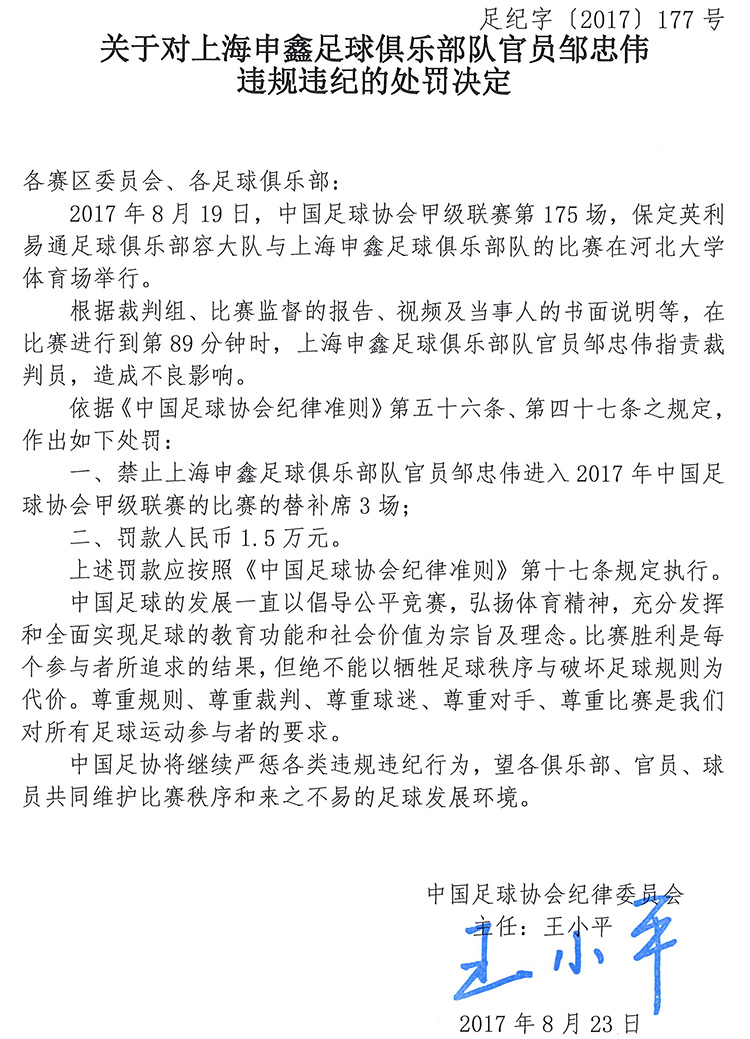 足纪字〔2017〕177 号
关于对上海申鑫足球俱乐部队官员邹忠伟
违规违纪的处罚决定
各赛区委员会、各足球俱乐部：
2017 年 8 月 19 日，中国足球协会甲级联赛第 175 场，保定英利
易通足球俱乐部容大队与上海申鑫足球俱乐部队的比赛在河北大学
体育场举行。
根据裁判组、比赛监督的报告、视频及当事人的书面说明等，在
比赛进行到第 89 分钟时，上海申鑫足球俱乐部队官员邹忠伟指责裁
判员，造成不良影响。
依据《中国足球协会纪律准则》第五十六条、第四十七条之规定，
作出如下处罚：
一、禁止上海申鑫足球俱乐部队官员邹忠伟进入 2017 年中国足
球协会甲级联赛的比赛的替补席 3 场；
二、罚款人民币 1.5 万元。
上述罚款应按照《中国足球协会纪律准则》第十七条规定执行。
中国足球的发展一直以倡导公平竞赛，弘扬体育精神，充分发挥
和全面实现足球的教育功能和社会价值为宗旨及理念。比赛胜利是每
个参与者所追求的结果，但绝不能以牺牲足球秩序与破坏足球规则为
代价。尊重规则、尊重裁判、尊重球迷、尊重对手、尊重比赛是我们
对所有足球运动参与者的要求。
中国足协将继续严惩各类违规违纪行为，望各俱乐部、官员、球
员共同维护比赛秩序和来之不易的足球发展环境。
中国足球协会纪律委员会
主任：王小平
王小平
2017 年 8 月 23 日